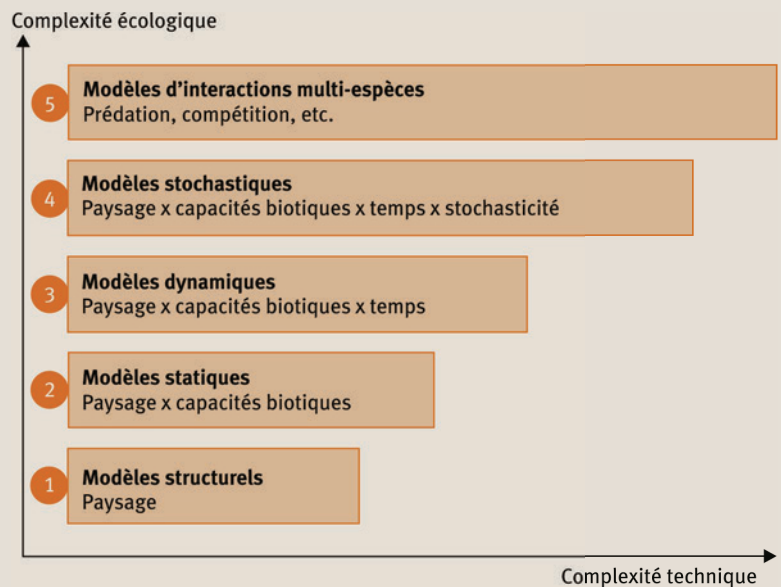 Complexité écologique
5
Modèles d'interactions multi-espèces
Prédation, compétition, etc.
4
Modèles stochastiques
Paysage x capacités biotiques x temps x stochasticité
3
Modèles dynamiques
Paysage x capacités biotiques x temps
2
Modèles statiques
Paysage x capacités biotiques
1
Modèles structurels
Paysage
Complexité technique